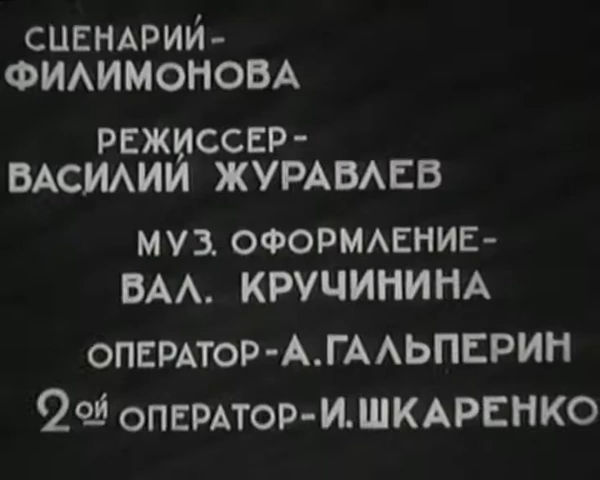 СЦЕНАРИЙ-
ФИЛИМОНОВА
РЕЖИССЕР-
ВАСИЛИЙ ЖУРАВЛЕВ
МУЗ. ОФОРМЛЕНИЕ-
ВАЛ. КРУЧИНИНА
ОПЕРАТОР-А.ГАЛЬПЕРИН
2ОЙ ОПЕРАТОР-И.ШКАРЕНКО